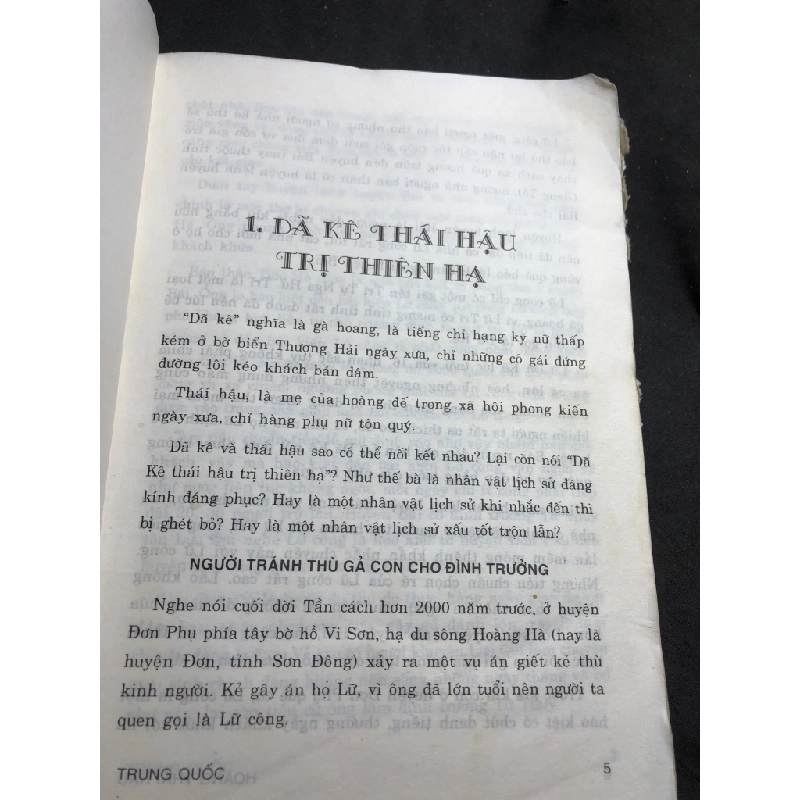 1. DÃ KÊ THÁI HẬU
TRỊ THIÊN HẠ
"Dã kê" nghĩa là gà hoang, là tiếng chỉ hạng kỹ nữ thấp
kém ở bờ biển Thương Hải ngày xưa, chỉ những cô gái đứng
đường lôi kéo khách bán dâm.
Thái hậu, là mẹ của hoàng đế trong xã hội phong kiến
ngày xưa, chỉ hàng phụ nữ tôn quý.
Dã kê và thái hậu sao có thể nối kết nhau? Lại còn nói "Dã
Kê thái hậu trị thiên hạ"? Như thế bà là nhân vật lịch sử đáng
kính đáng phục? Hay là một nhân vật lịch sử khi nhắc đến thì
bị ghét bỏ? Hay là một nhân vật lịch sử xấu tốt trộn lẫn?
NGƯỜI TRÁNH THÙ GẢ CON CHO ĐÌNH TRƯỞNG
Nghe nói cuối đời Tần cách hơn 2000 năm trước, ở huyện
Đơn Phụ phía tây bờ hồ Vi Sơn, hạ du sông Hoàng Hà (nay là
huyện Đơn, tỉnh Sơn Đông) xảy ra một vụ án giết kẻ thù
kinh người. Kẻ gây án họ Lữ, vì ông đã lớn tuổi nên người ta
quen gọi là Lữ công.
TRUNG QUỐC 5